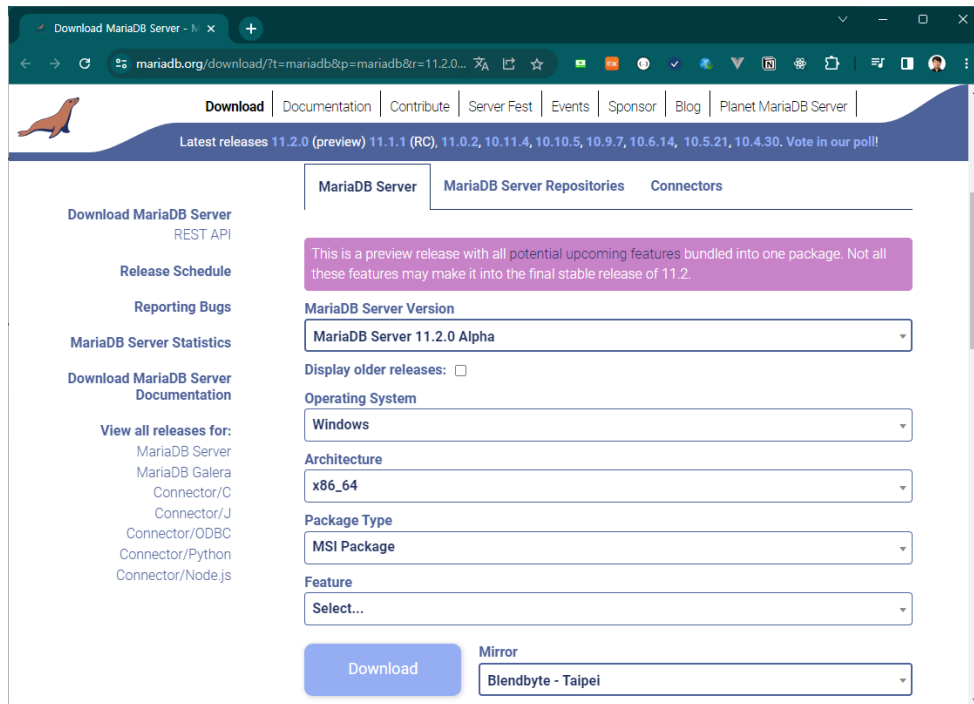 Download MariaDB Server - M
mariadb.org/download/?t=mariadb&p=mariadb&r=11.2.0...
Download Documentation Contribute Server Fest Events Sponsor Blog Planet MariaDB Server
Latest releases 11.2.0 (preview) 11.1.1 (RC), 11.0.2, 10.11.4, 10.10.5, 10.9.7, 10.6.14, 10.5.21, 10.4.30. Vote in our poll!
Download MariaDB Server
REST API
Release Schedule
Reporting Bugs
MariaDB Server Statistics
Download MariaDB Server
Documentation
View all releases for:
MariaDB Server
MariaDB Galera
Connector/C
Connector/J
Connector/ODBC
Connector/Python
Connector/Node.js
MariaDB Server MariaDB Server Repositories Connectors
This is a preview release with all potential upcoming features bundled into one package. Not all
these features may make it into the final stable release of 11.2.
MariaDB Server Version
MariaDB Server 11.2.0 Alpha
Display older releases:
Operating System
Windows
Architecture
x86_64
Package Type
MSI Package
Feature
Select...
Download
Mirror
Blendbyte - Taipei